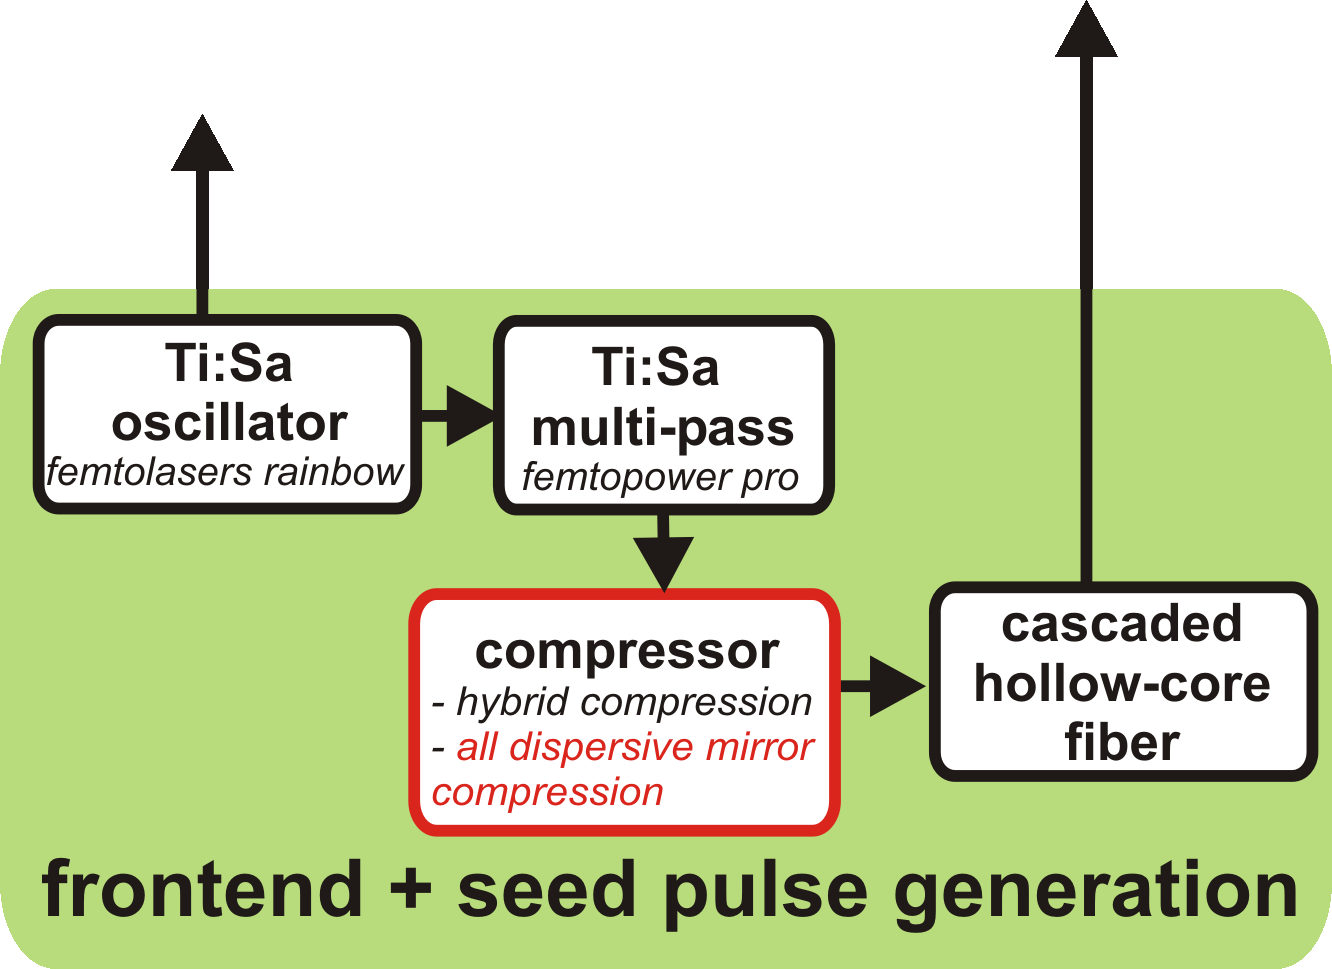 Ti:Sa
oscillator
femtolasers rainbow
Ti:Sa
multi-pass
femtopower pro
compressor
- hybrid compression
- all dispersive mirror
compression
cascaded
hollow-core
fiber
frontend + seed pulse generation